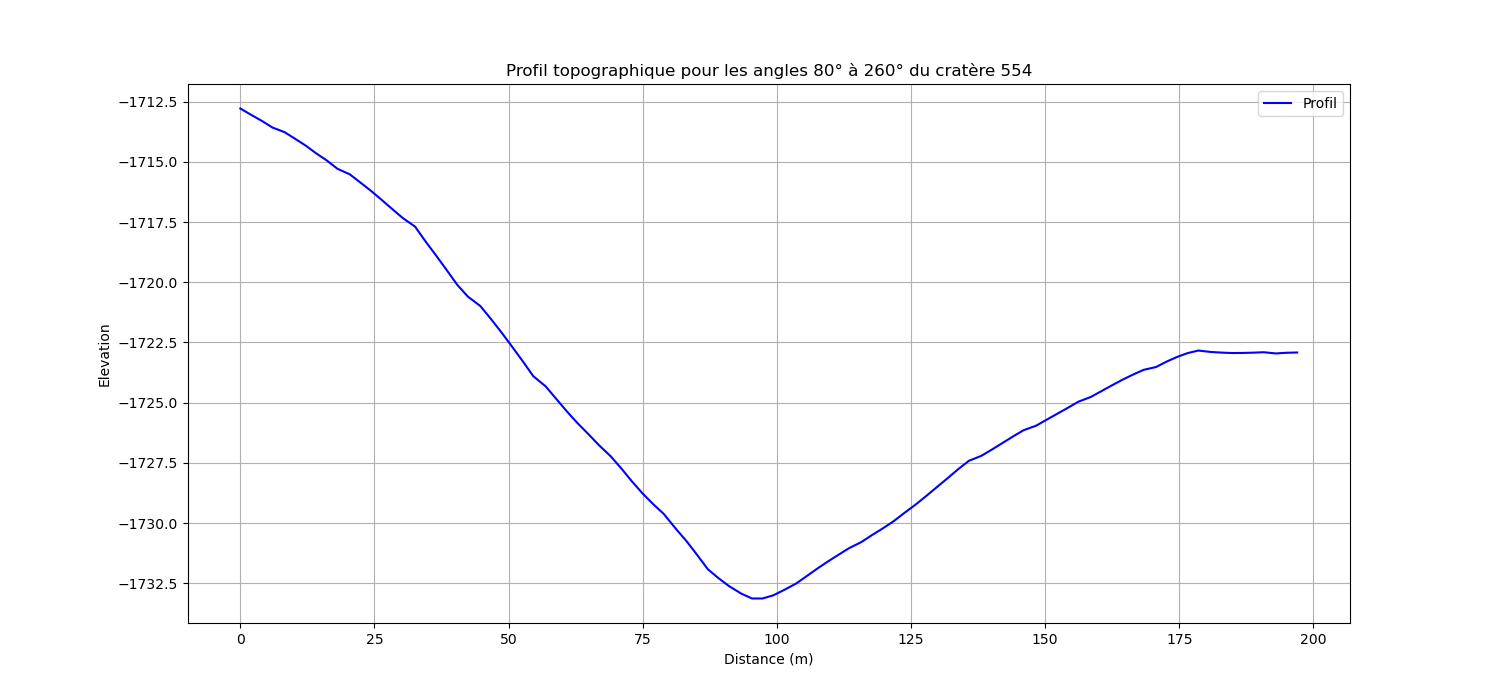 Profil topographique pour les angles 80° à 260° du cratère 554
Profil
−1712.5
−1715.0
−1717.5
−1720.0
−1722.5
−1725.0
−1727.5
−1730.0
−1732.5
Elevation
0 25 50 75 100 125 150 175 200
Distance (m)